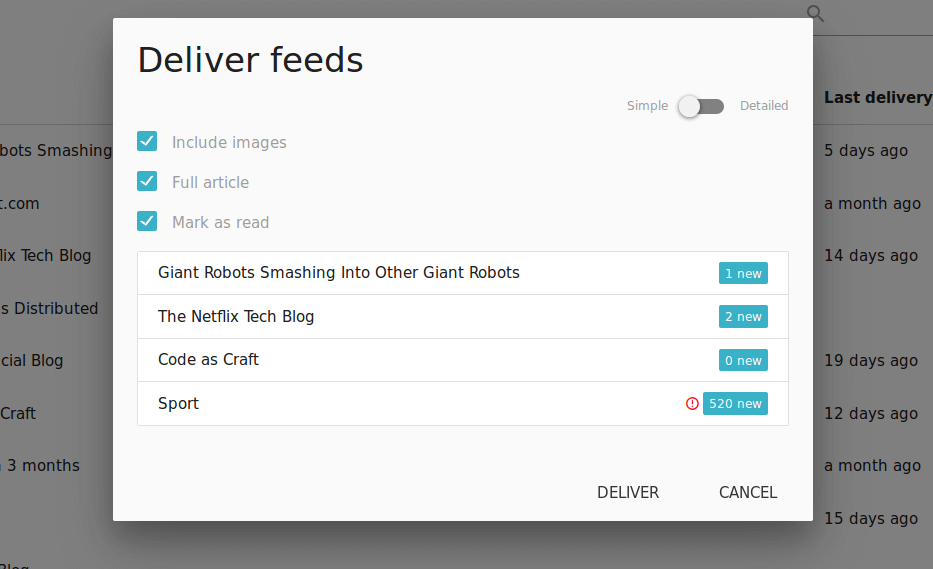 Deliver feeds
Last delivery
Simple Detailed
Include images
bots Smashing 5 days ago
Full article
t.com a month ago
Mark as read
lix Tech Blog 14 days ago
Giant Robots Smashing Into Other Giant Robots 1 new
s Distributed
The Netflix Tech Blog 2 new
cial Blog 19 days ago
Code as Craft 0 new
Craft 12 days ago
Sport 520 new
3 months a month ago
DELIVER CANCEL
15 days ago
Blog